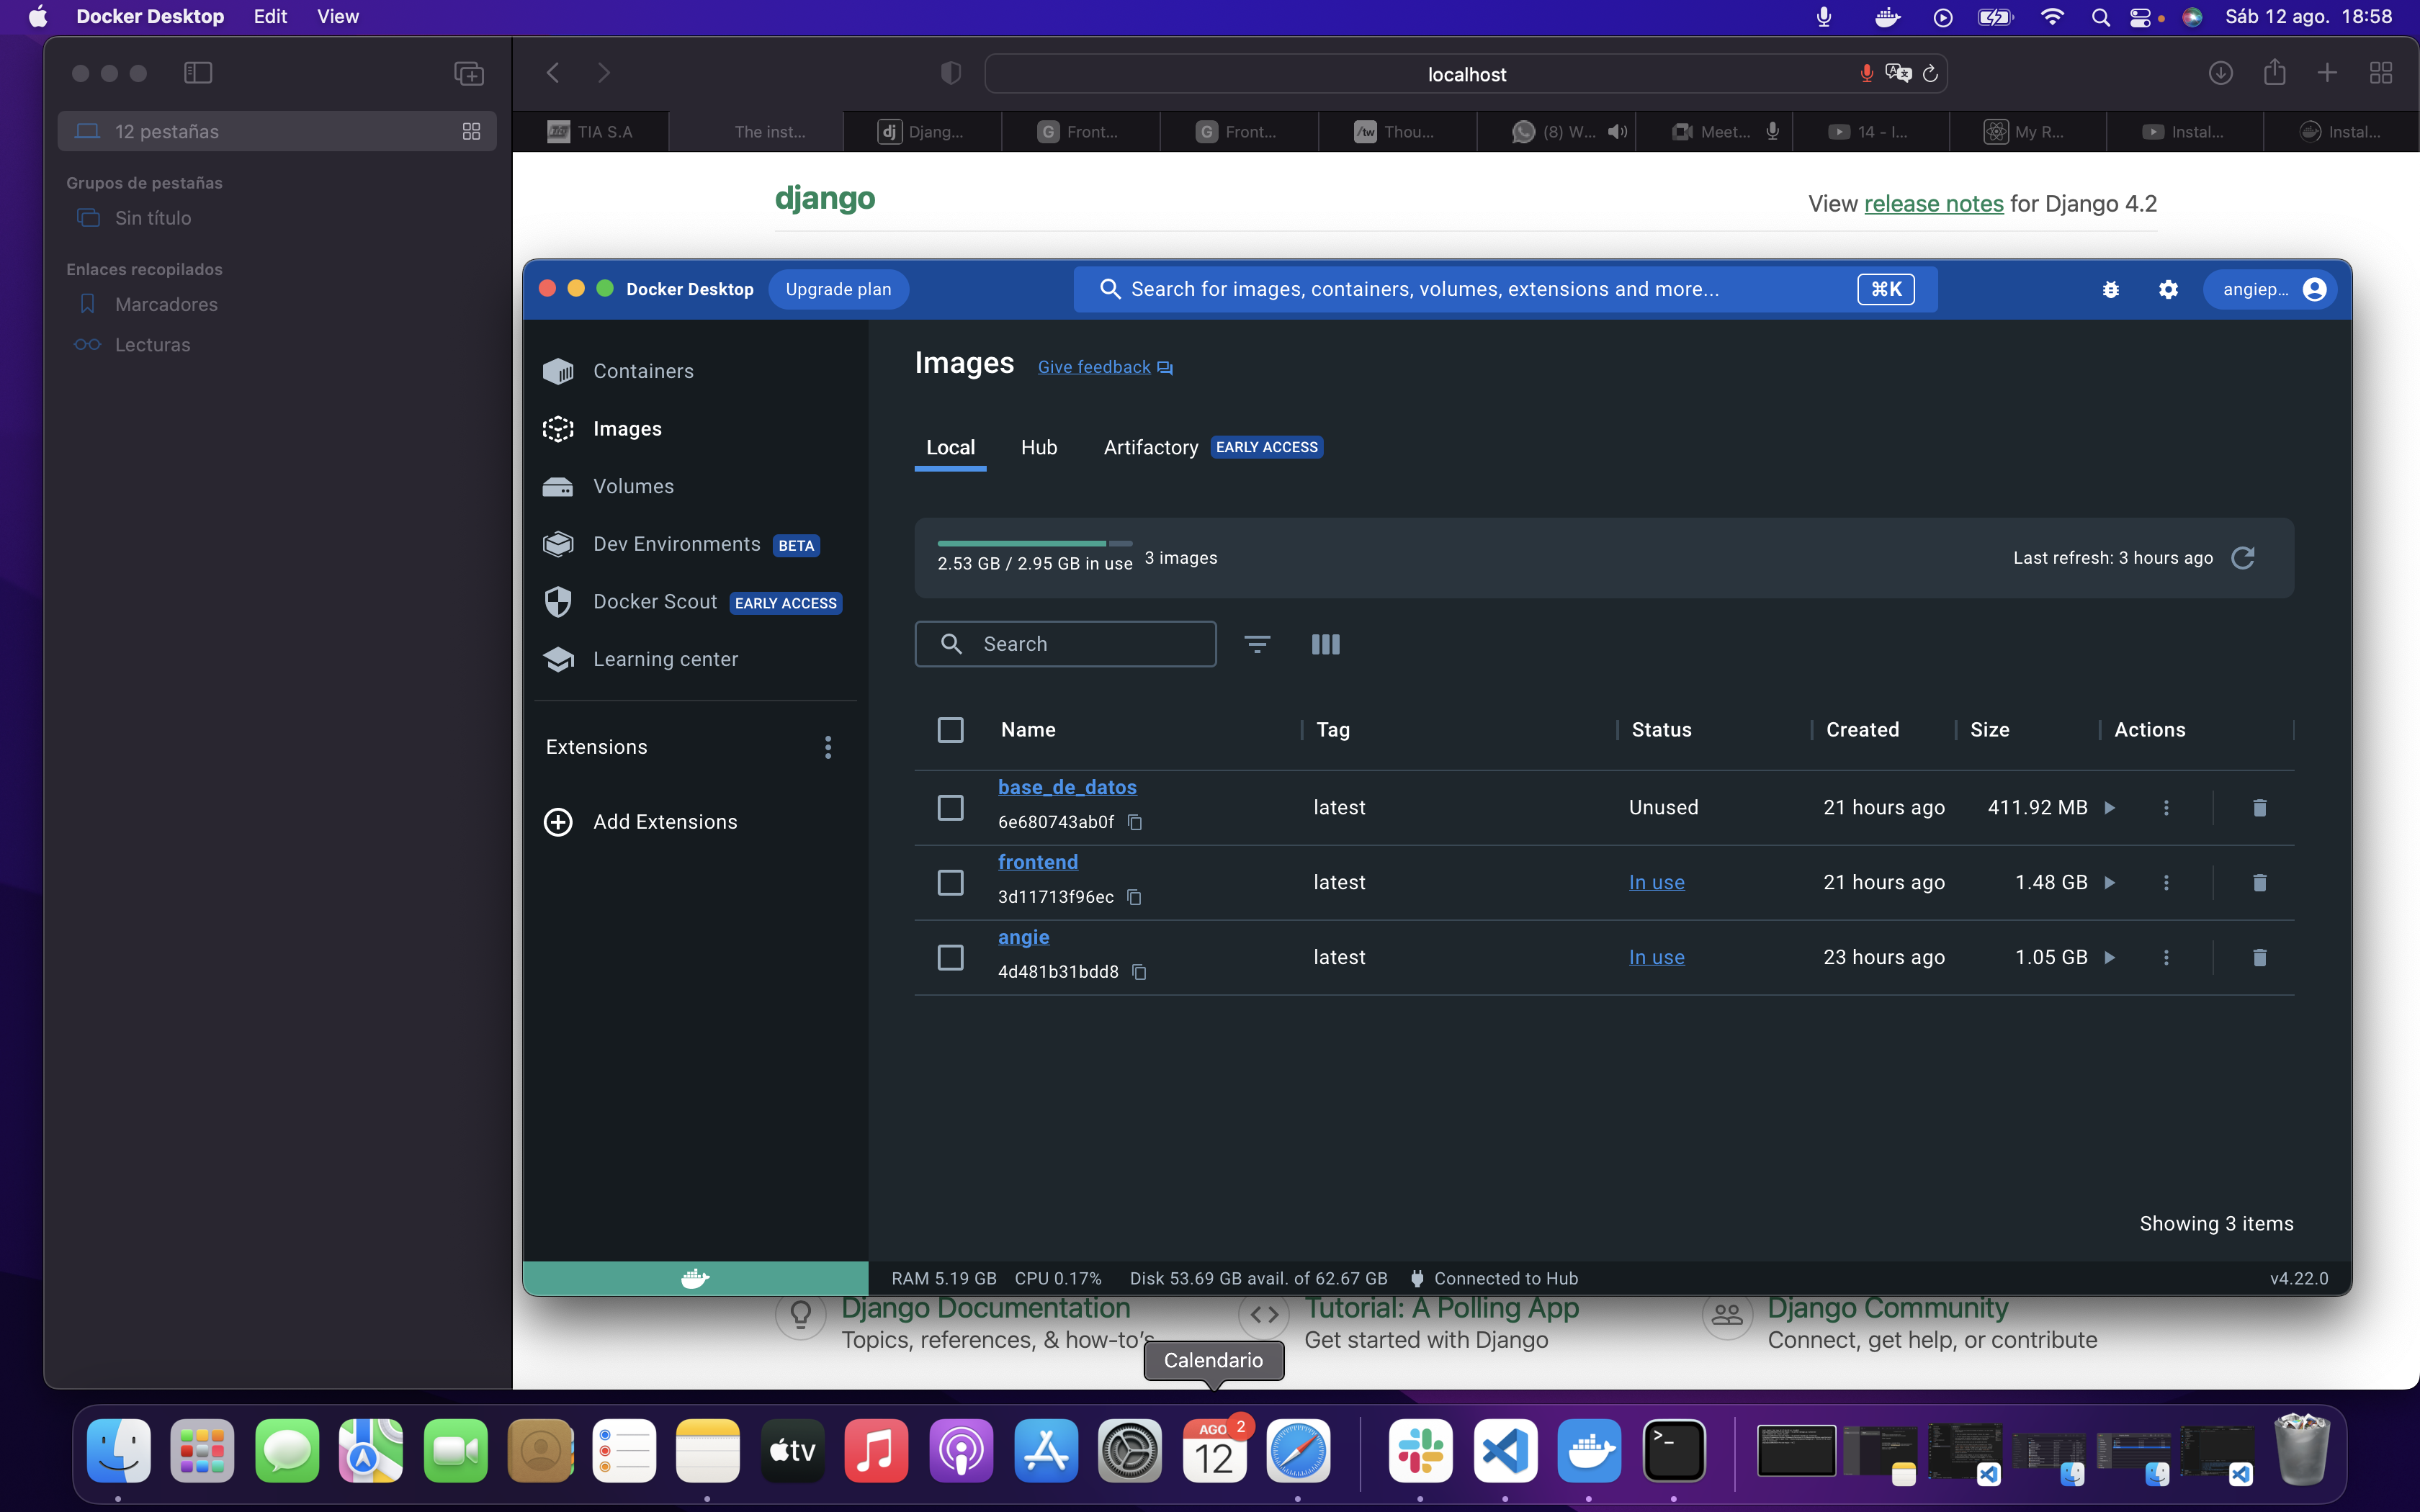 Docker Desktop Edit View
Sáb 12 ago. 18:58
localhost
12 pestañas
Grupos de pestañas
Sin título
Enlaces recopilados
Marcadores
Lecturas
TIA S.A
The inst...
dj Djang...
G Front...
G Front...
/tw Thou...
(8) W...
Meet...
14 - I...
My R...
Instal...
Instal...
django
View release notes for Django 4.2
Docker Desktop
Upgrade plan
Search for images, containers, volumes, extensions and more...
⌘K
angiep...
Containers
Images
Volumes
Dev Environments BETA
Docker Scout EARLY ACCESS
Learning center
Extensions
Add Extensions
Images Give feedback
Local Hub Artifactory EARLY ACCESS
2.53 GB / 2.95 GB in use
3 images
Last refresh: 3 hours ago
Search
Name Tag Status Created Size Actions
base_de_datos
6e680743ab0f
latest Unused 21 hours ago 411.92 MB
frontend
3d11713f96ec
latest In use 21 hours ago 1.48 GB
angie
4d481b31bdd8
latest In use 23 hours ago 1.05 GB
Showing 3 items
RAM 5.19 GB CPU 0.17% Disk 53.69 GB avail. of 62.67 GB Connected to Hub
v4.22.0
Django Documentation
Topics, references, & how-to's
Tutorial: A Polling App
Get started with Django
Django Community
Connect, get help, or contribute
Calendario
tv
AGO
12
2
>_